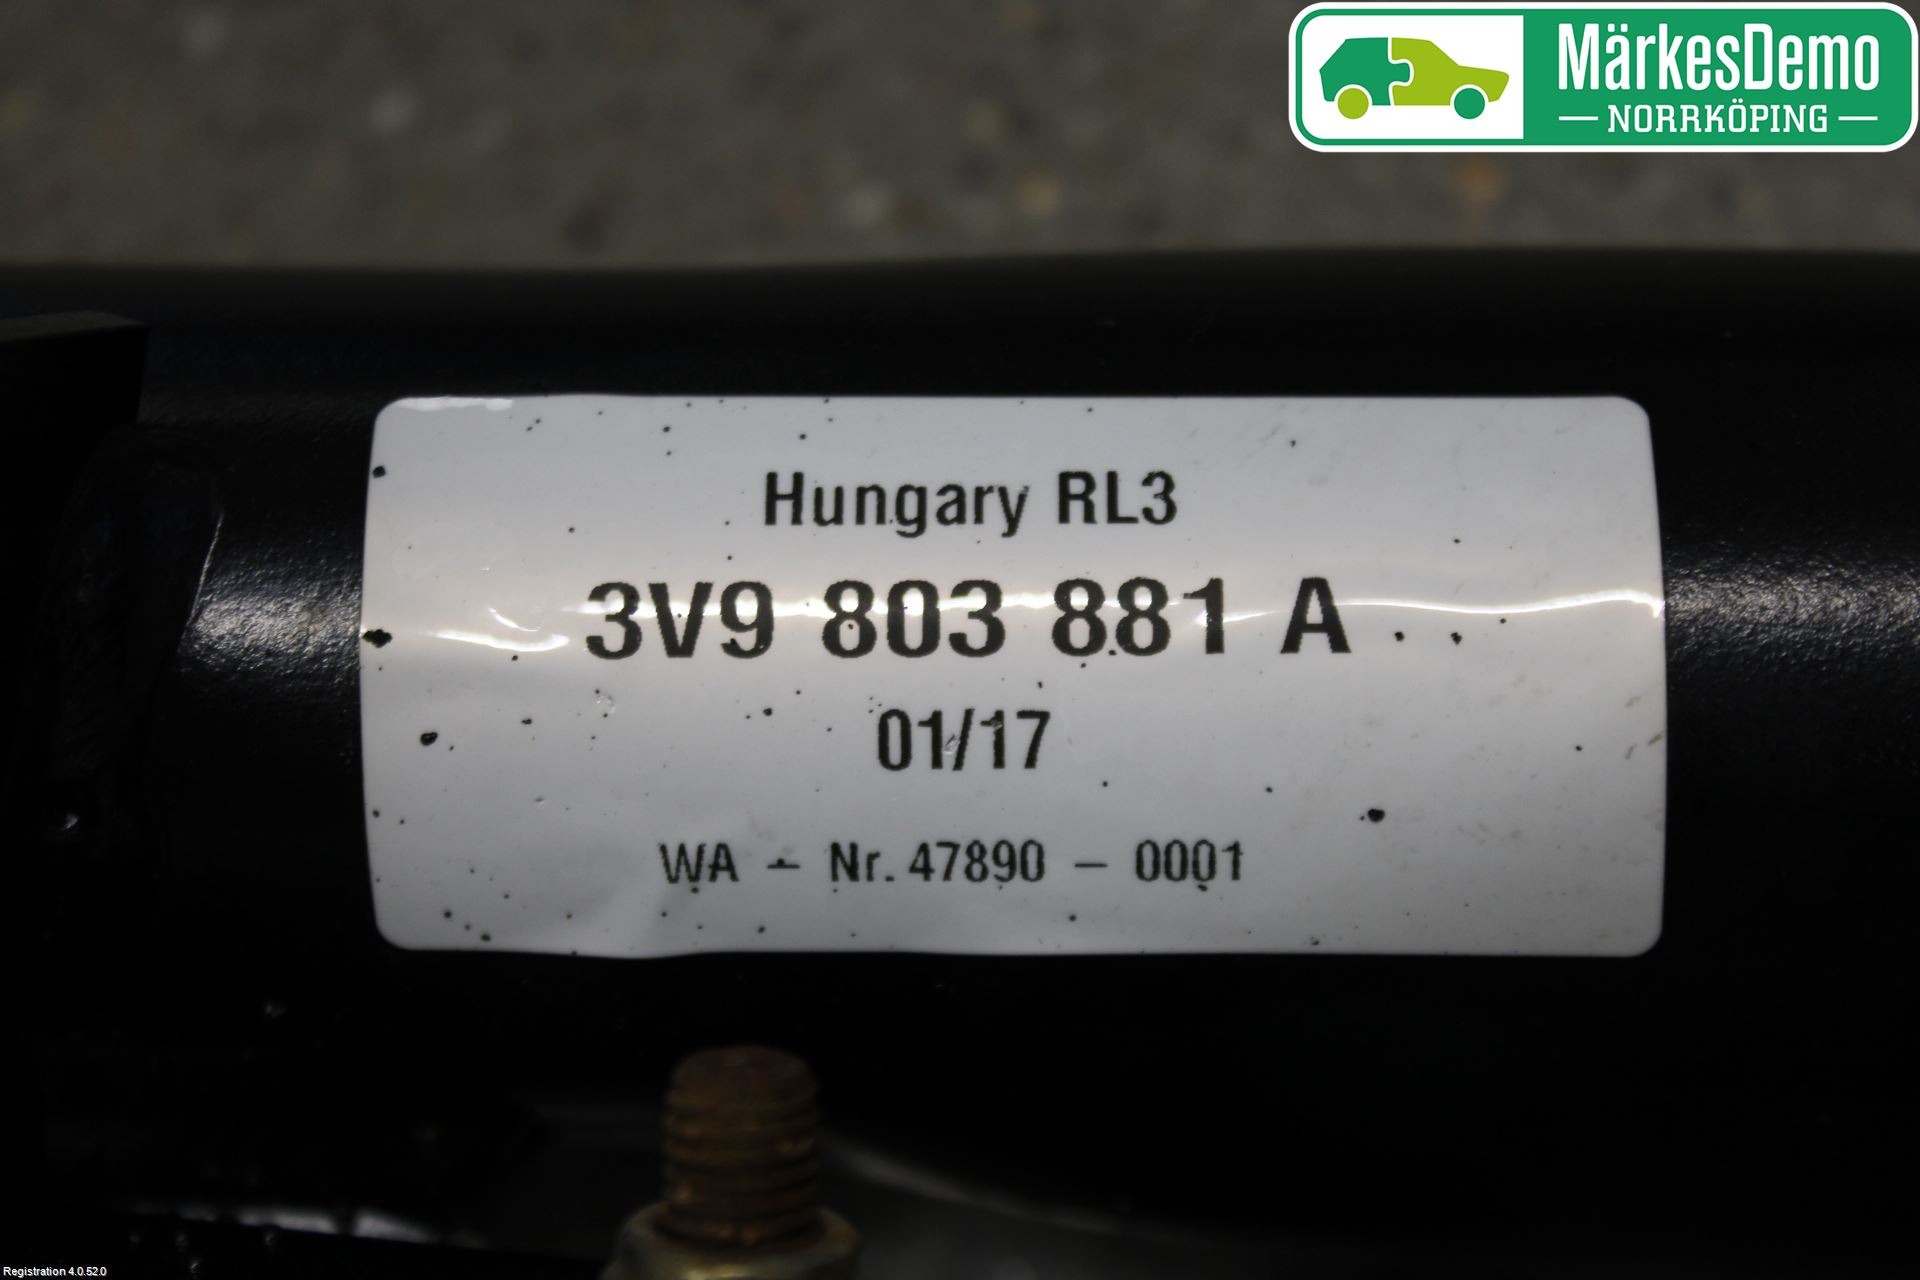 MärkesDemo
NORRKÖPING
Hungary RL3
3V9 803 881 A
01/17
WA - Nr. 47890 - 0001
Registration 4.0.52.0